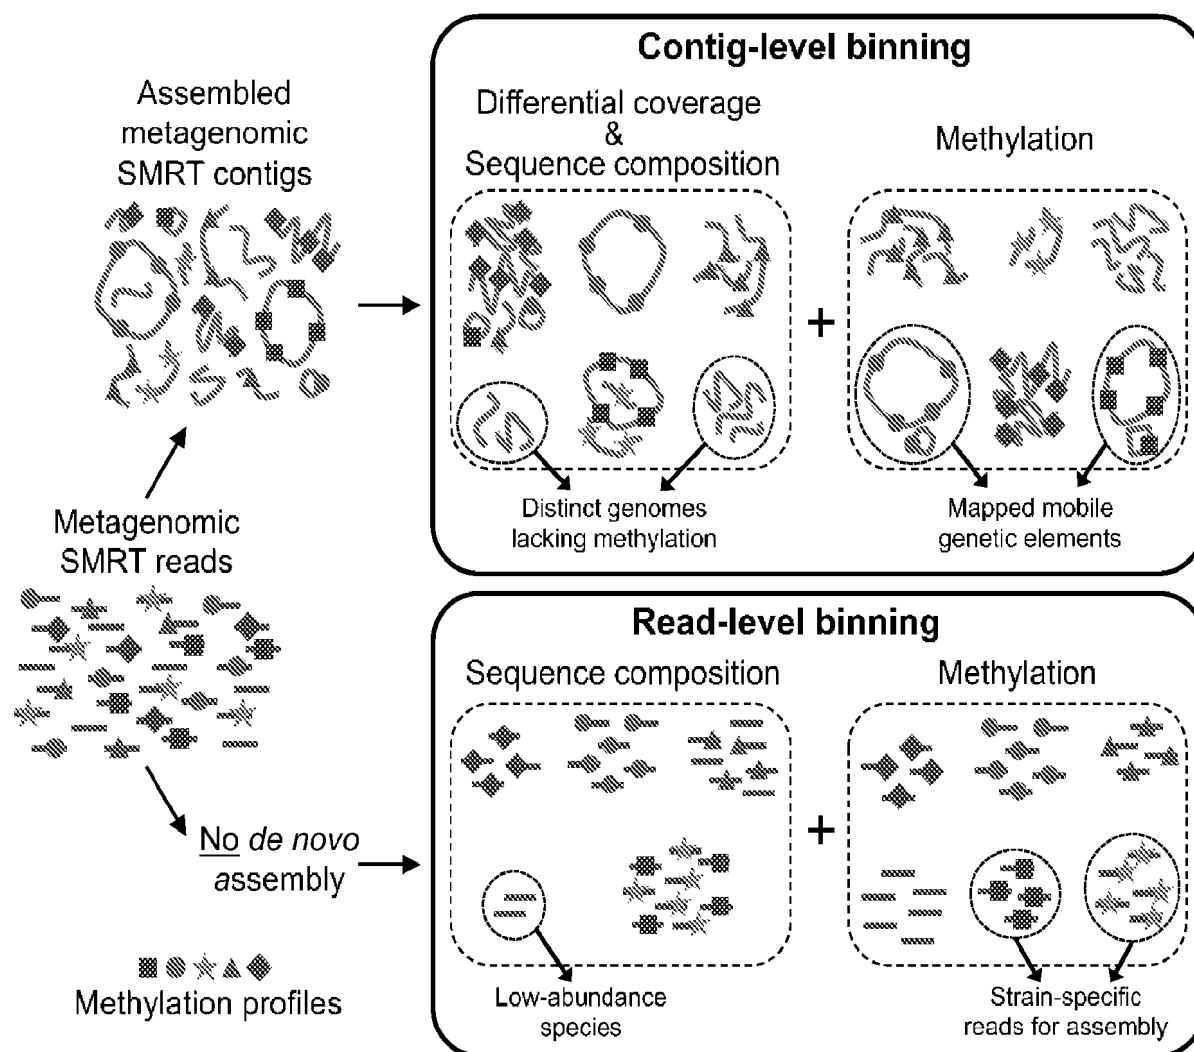 Contig-level binning
Assembled
metagenomic
SMRT contigs
Differential coverage
&
Sequence composition
Methylation
+
Distinct genomes
lacking methylation
Mapped mobile
genetic elements
Metagenomic
SMRT reads
Read-level binning
Sequence composition
Methylation
+
No de novo
assembly
Low-abundance
species
Strain-specific
reads for assembly
Methylation profiles